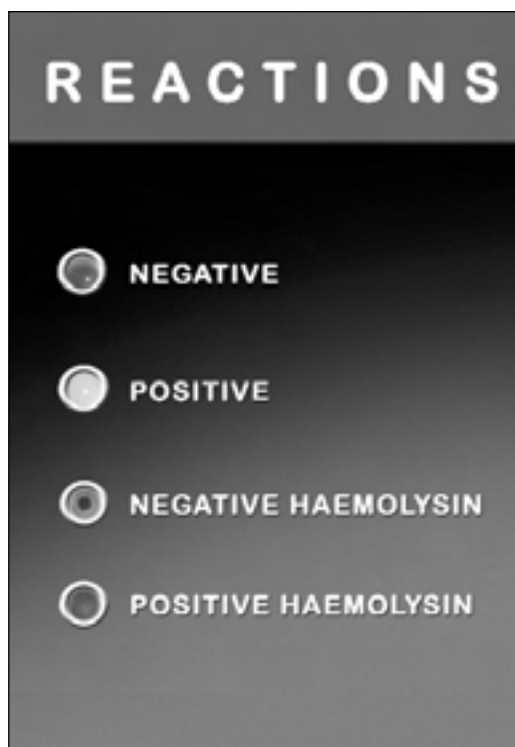 REACTIONS
NEGATIVE
POSITIVE
NEGATIVE HAEMOLYSIN
POSITIVE HAEMOLYSIN